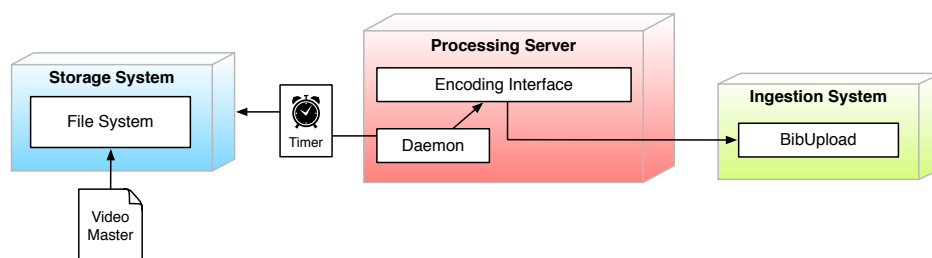 Processing Server
Storage System
Encoding Interface
Ingestion System
File System
Timer
Daemon
BibUpload
Video
Master